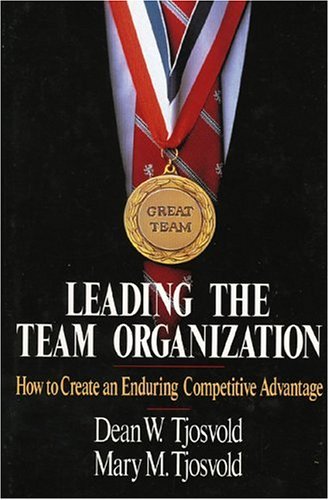 GREAT
TEAM
LEADING THE
TEAM ORGANIZATION
How to Create an Enduring Competitive Advantage
Dean W. Tjosvold
Mary M. Tjosvold